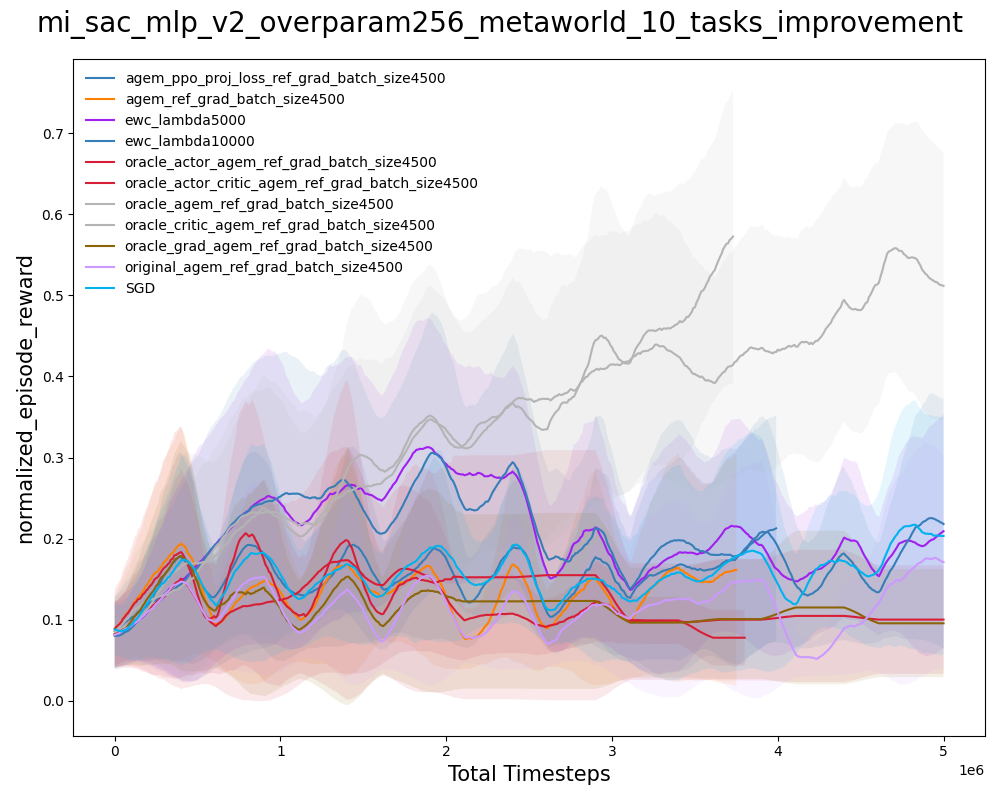 mi_sac_mlp_v2_overparam256_metaworld_10_tasks_improvement
agem_ppo_proj_loss_ref_grad_batch_size4500
agem_ref_grad_batch_size4500
ewc_lambda5000
ewc_lambda10000
oracle_actor_agem_ref_grad_batch_size4500
oracle_actor_critic_agem_ref_grad_batch_size4500
oracle_agem_ref_grad_batch_size4500
oracle_critic_agem_ref_grad_batch_size4500
oracle_grad_agem_ref_grad_batch_size4500
original_agem_ref_grad_batch_size4500
SGD
normalized_episode_reward
0.7
0.6
0.5
0.4
0.3
0.2
0.1
0.0
0 1 2 3 4 5
1e6
Total Timesteps